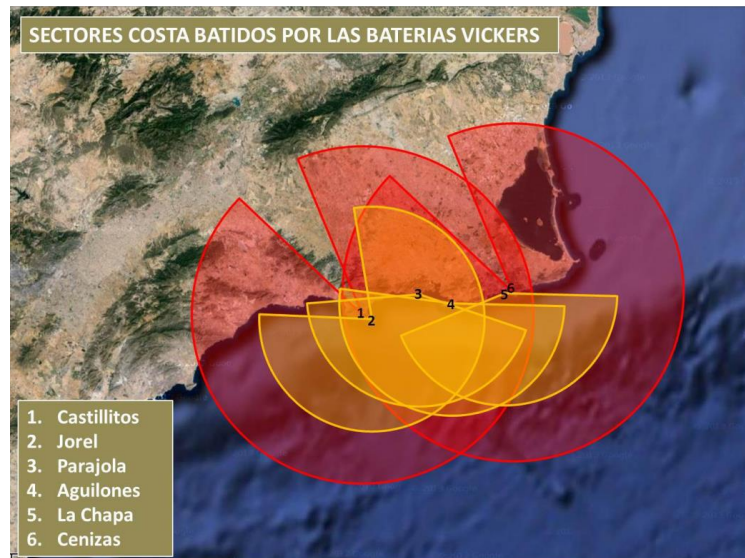 SECTORES COSTA BATIDOS POR LAS BATERIAS VICKERS
1
2
3
4
5
6
1. Castillitos
2. Jorel
3. Parajola
4. Aguilones
5. La Chapa
6. Cenizas